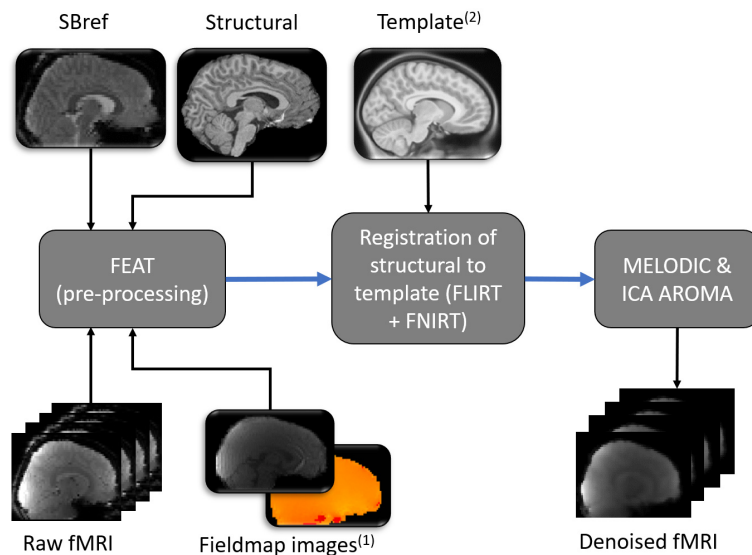 SBref
Structural
Template(2)
FEAT
(pre-processing)
Registration of
structural to
template (FLIRT
+ FNIRT)
MELODIC &
ICA AROMA
Raw fMRI
Fieldmap images(1)
Denoised fMRI